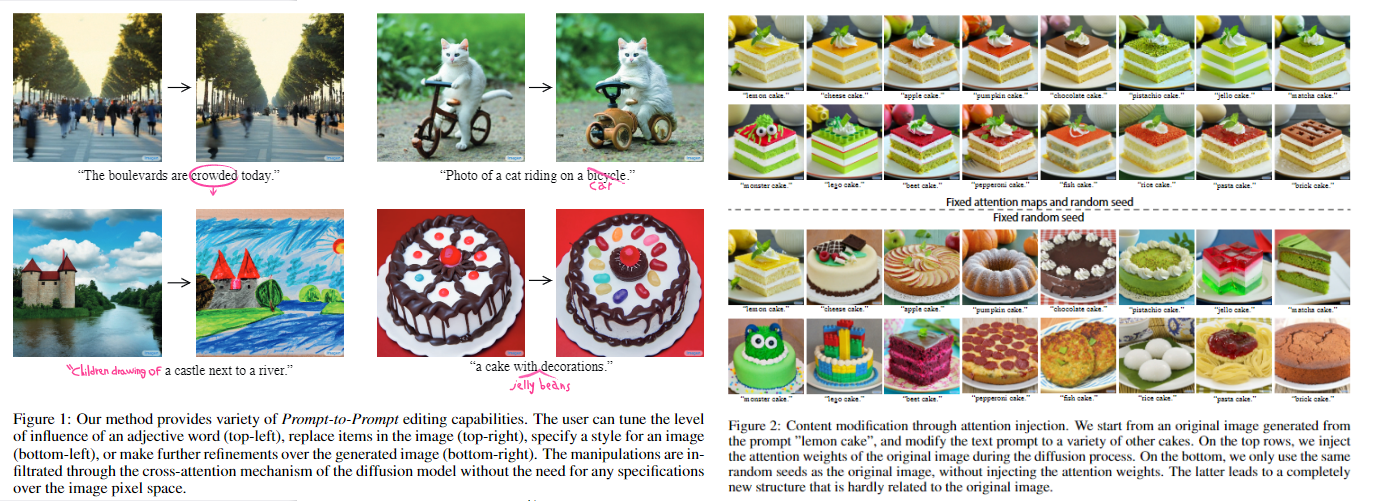 “The boulevards are crowded today.”
“Photo of a cat riding on a bicycle.”
car
“Children drawing of a castle next to a river.”
“a cake with decorations.”
jelly beans
Figure 1: Our method provides variety of Prompt-to-Prompt editing capabilities. The user can tune the level
of influence of an adjective word (top-left), replace items in the image (top-right), specify a style for an image
(bottom-left), or make further refinements over the generated image (bottom-right). The manipulations are in-
filtrated through the cross-attention mechanism of the diffusion model without the need for any specifications
over the image pixel space.
“lemon cake.” “cheese cake.” “apple cake.” “pumpkin cake.” “chocolate cake.” “pistachio cake.” “jello cake.” “matcha cake.”
“monster cake.” “lego cake.” “beet cake.” “pepperoni cake.” “fish cake.” “rice cake.” “pasta cake.” “brick cake.”
Fixed attention maps and random seed
Fixed random seed
“lemon cake.” “cheese cake.” “apple cake.” “pumpkin cake.” “chocolate cake.” “pistachio cake.” “jello cake.” “matcha cake.”
“monster cake.” “lego cake.” “beet cake.” “pepperoni cake.” “fish cake.” “rice cake.” “pasta cake.” “brick cake.”
Figure 2: Content modification through attention injection. We start from an original image generated from
the prompt ”lemon cake”, and modify the text prompt to a variety of other cakes. On the top rows, we inject
the attention weights of the original image during the diffusion process. On the bottom, we only use the same
random seeds as the original image, without injecting the attention weights. The latter leads to a completely
new structure that is hardly related to the original image.